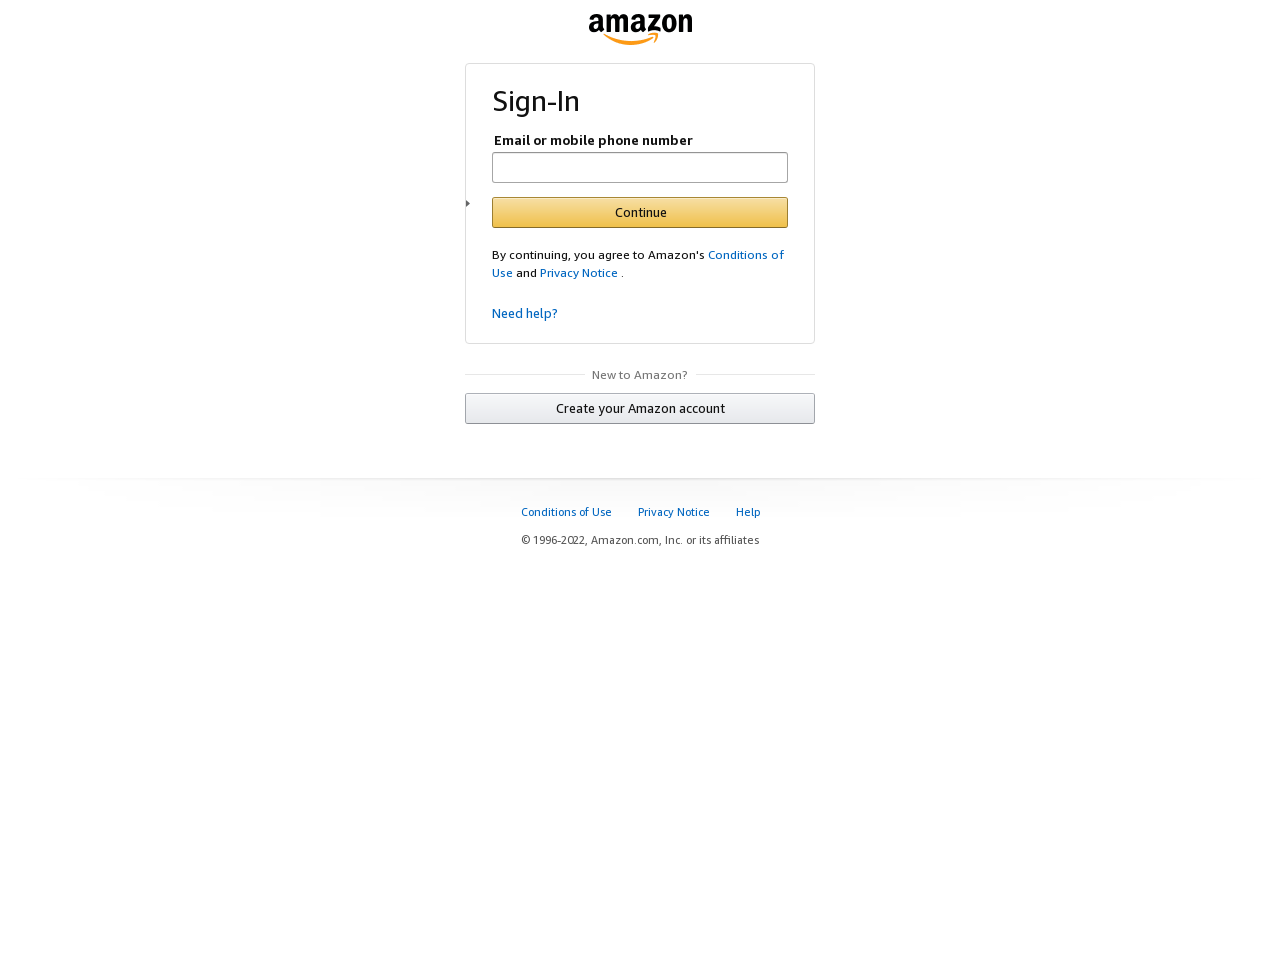 amazon
Sign-In
Email or mobile phone number
Continue
By continuing, you agree to Amazon's Conditions of
Use and Privacy Notice .
Need help?
New to Amazon?
Create your Amazon account
Conditions of Use Privacy Notice Help
© 1996-2022, Amazon.com, Inc. or its affiliates